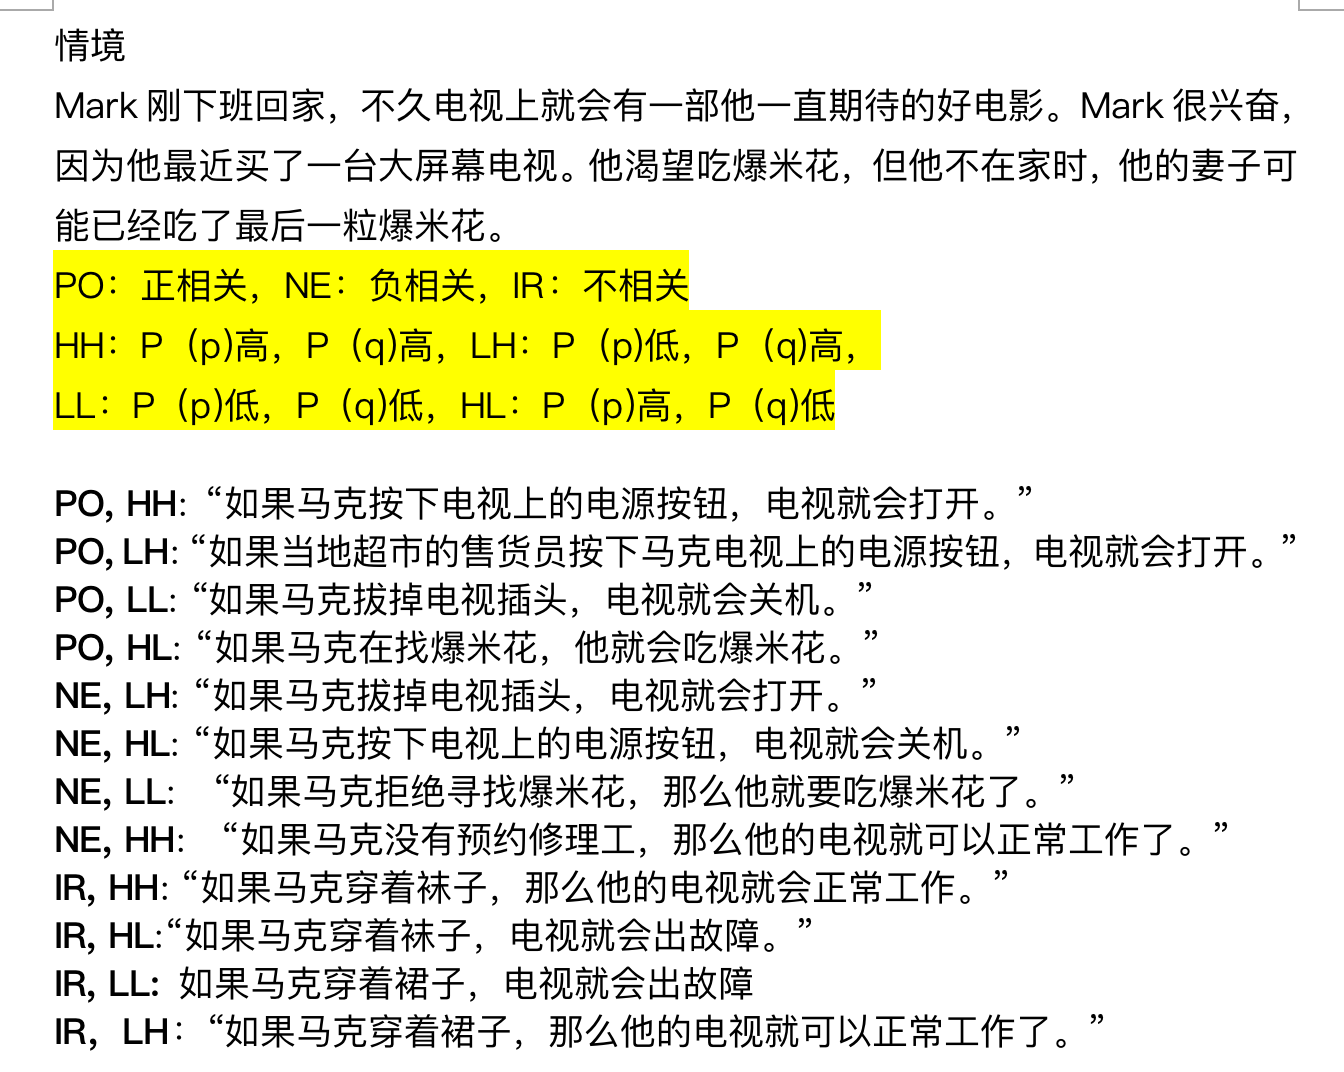 情境
Mark 刚下班回家，不久电视上就会有一部他一直期待的好电影。Mark 很兴奋，
因为他最近买了一台大屏幕电视。他渴望吃爆米花，但他不在家时，他的妻子可
能已经吃了最后一粒爆米花。
PO：正相关，NE：负相关，IR：不相关
HH：P（p)高，P（q)高，LH：P（p)低，P（q)高，
LL：P（p)低，P（q)低，HL：P（p)高，P（q)低
PO, HH: “如果马克按下电视上的电源按钮，电视就会打开。”
PO, LH: “如果当地超市的售货员按下马克电视上的电源按钮，电视就会打开。”
PO, LL: “如果马克拔掉电视插头，电视就会关机。”
PO, HL: “如果马克在找爆米花，他就会吃爆米花。”
NE, LH: “如果马克拔掉电视插头，电视就会打开。”
NE, HL: “如果马克按下电视上的电源按钮，电视就会关机。”
NE, LL: “如果马克拒绝寻找爆米花，那么他就要吃爆米花了。”
NE, HH: “如果马克没有预约修理工，那么他的电视就可以正常工作了。”
IR, HH: “如果马克穿着袜子，那么他的电视就会正常工作。”
IR, HL:“如果马克穿着袜子，电视就会出故障。”
IR, LL: 如果马克穿着裙子，电视就会出故障
IR，LH：“如果马克穿着裙子，那么他的电视就可以正常工作了。”